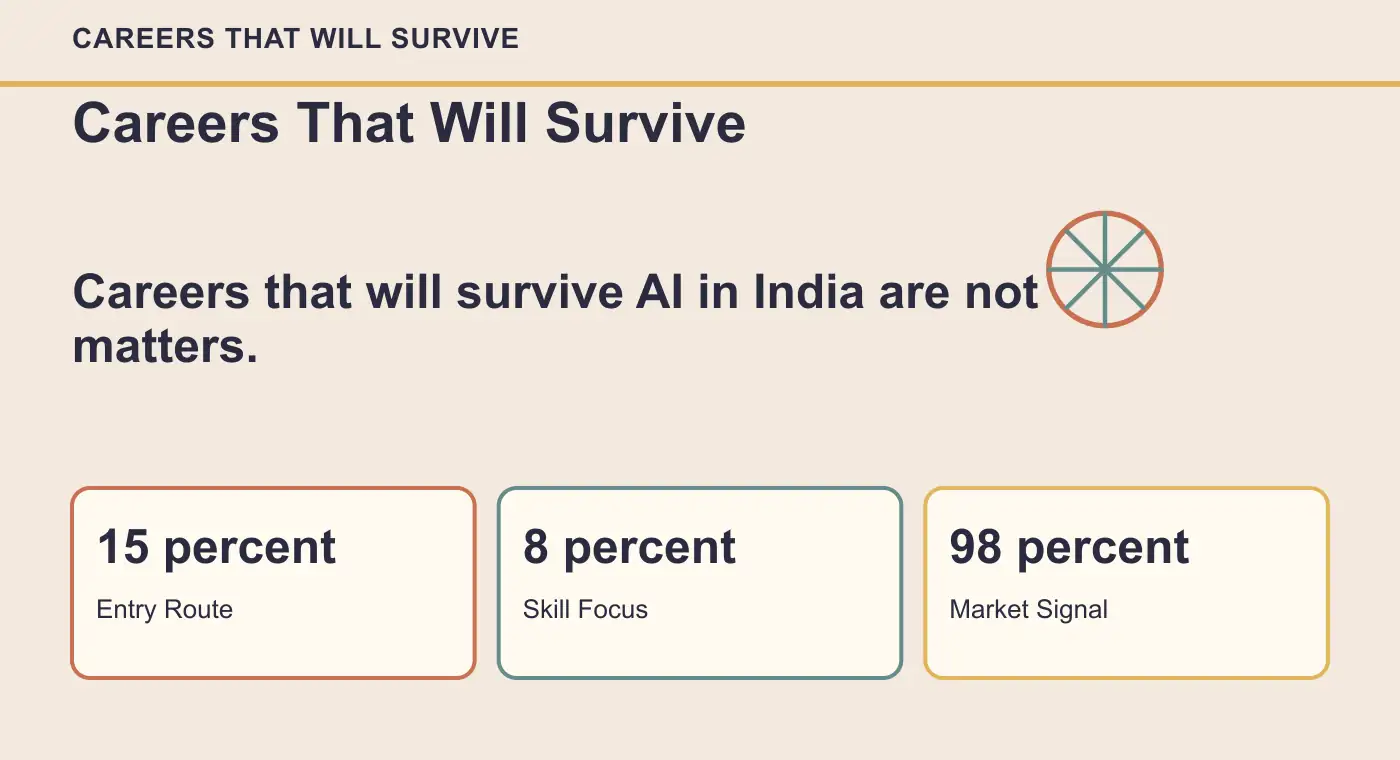 CAREERS THAT WILL SURVIVE
Careers That Will Survive
Careers that will survive AI in India are not
matters.
15 percent
Entry Route
8 percent
Skill Focus
98 percent
Market Signal